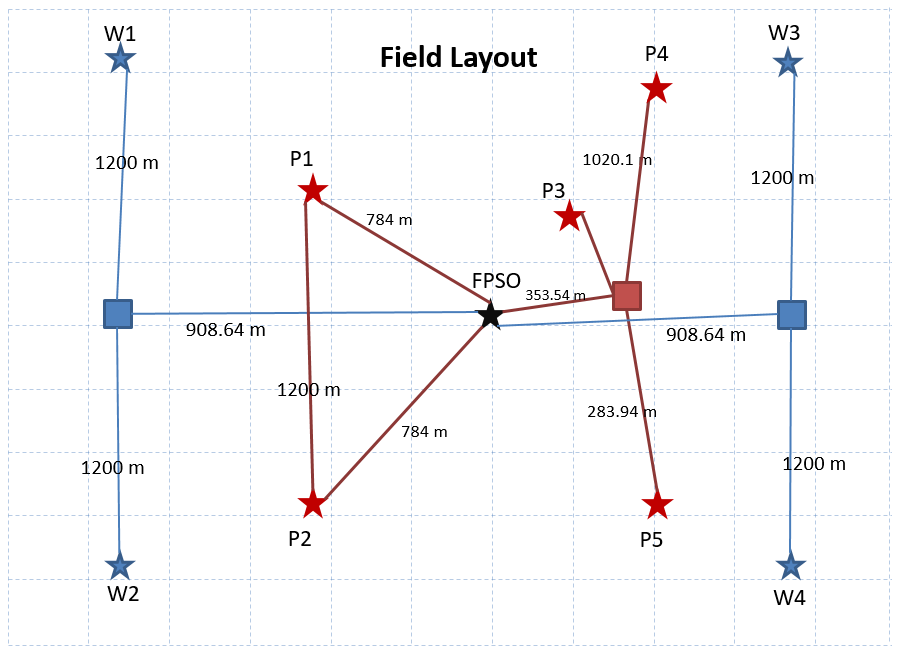 W1
W3
Field Layout
P4
1200 m
P1
1020.1 m
1200 m
P3
784 m
FPSO
353.54 m
908.64 m
908.64 m
1200 m
283.94 m
784 m
1200 m
1200 m
P2
P5
W2
W4